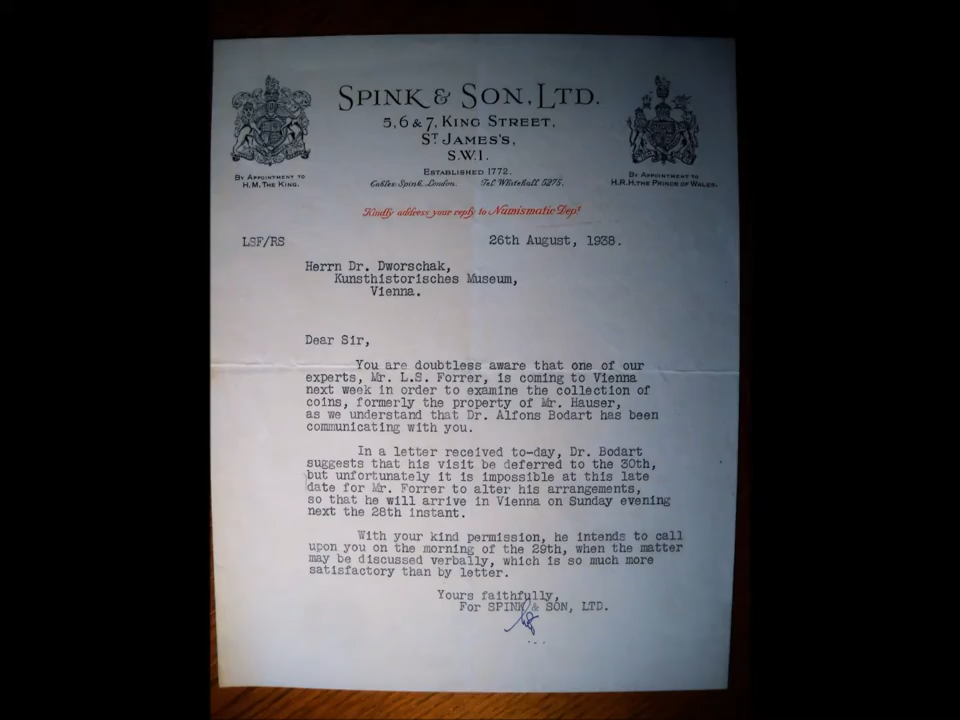 SPINK & SON, LTD.
5, 6 & 7, KING STREET,
ST JAMES'S,
S.W.1.
ESTABLISHED 1772.
Cables: Spink, London. Tel. Whitehall 5275.
BY APPOINTMENT TO
H.M. THE KING.
BY APPOINTMENT TO
H.R.H. THE PRINCE OF WALES.
Kindly address your reply to Numismatic Dept
LSF/RS
26th August, 1938.
Herrn Dr. Dworschak,
Kunsthistorisches Museum,
Vienna.
Dear Sir,
You are doubtless aware that one of our
experts, Mr. L.S. Forrer, is coming to Vienna
next week in order to examine the collection of
coins, formerly the property of Mr. Hauser,
as we understand that Dr. Alfons Bodart has been
communicating with you.
In a letter received to-day, Dr. Bodart
suggests that his visit be deferred to the 30th,
but unfortunately it is impossible at this late
date for Mr. Forrer to alter his arrangements,
so that he will arrive in Vienna on Sunday evening
next the 28th instant.
With your kind permission, he intends to call
upon you on the morning of the 29th, when the matter
may be discussed verbally, which is so much more
satisfactory than by letter.
Yours faithfully,
For SPINK & SON, LTD.
...